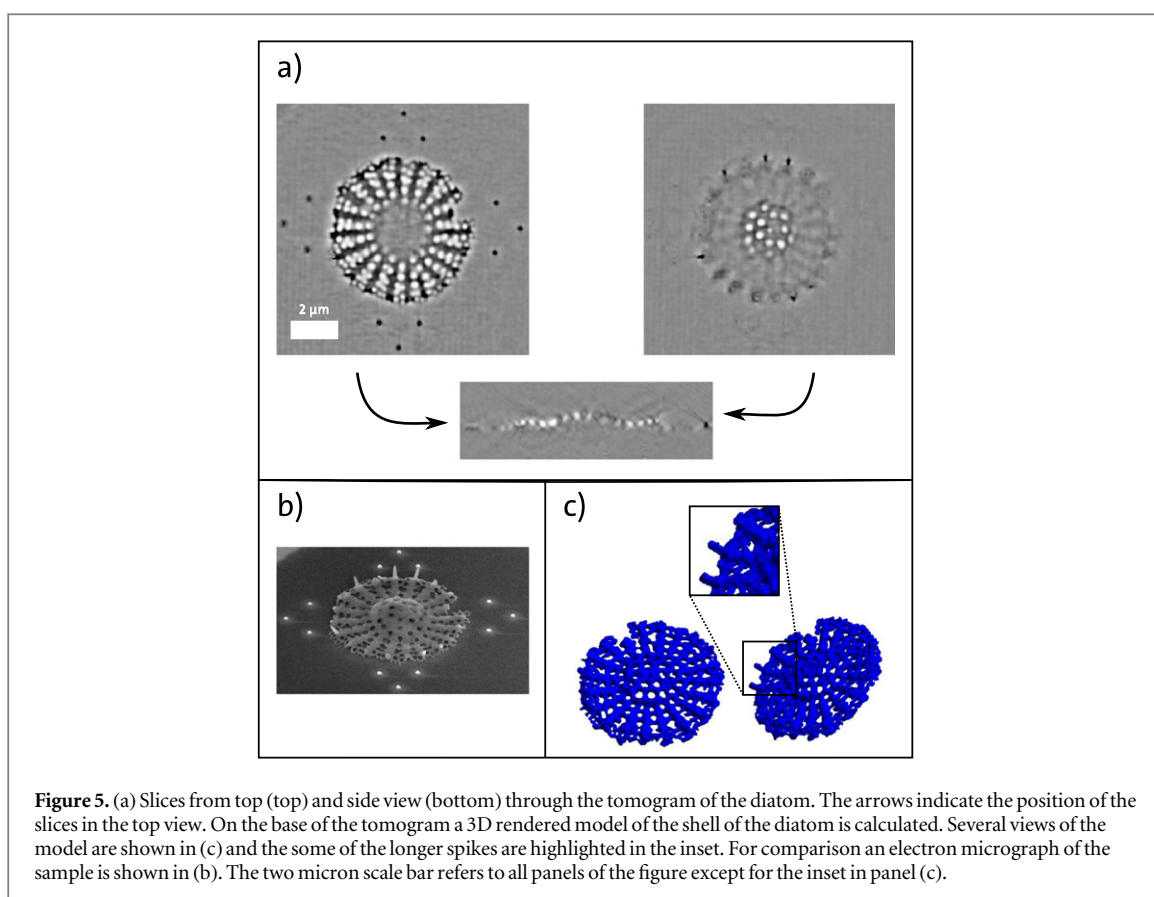 a)
2 μm
b)
c)
Figure 5. (a) Slices from top (top) and side view (bottom) through the tomogram of the diatom. The arrows indicate the position of the
slices in the top view. On the base of the tomogram a 3D rendered model of the shell of the diatom is calculated. Several views of the
model are shown in (c) and the some of the longer spikes are highlighted in the inset. For comparison an electron micrograph of the
sample is shown in (b). The two micron scale bar refers to all panels of the figure except for the inset in panel (c).